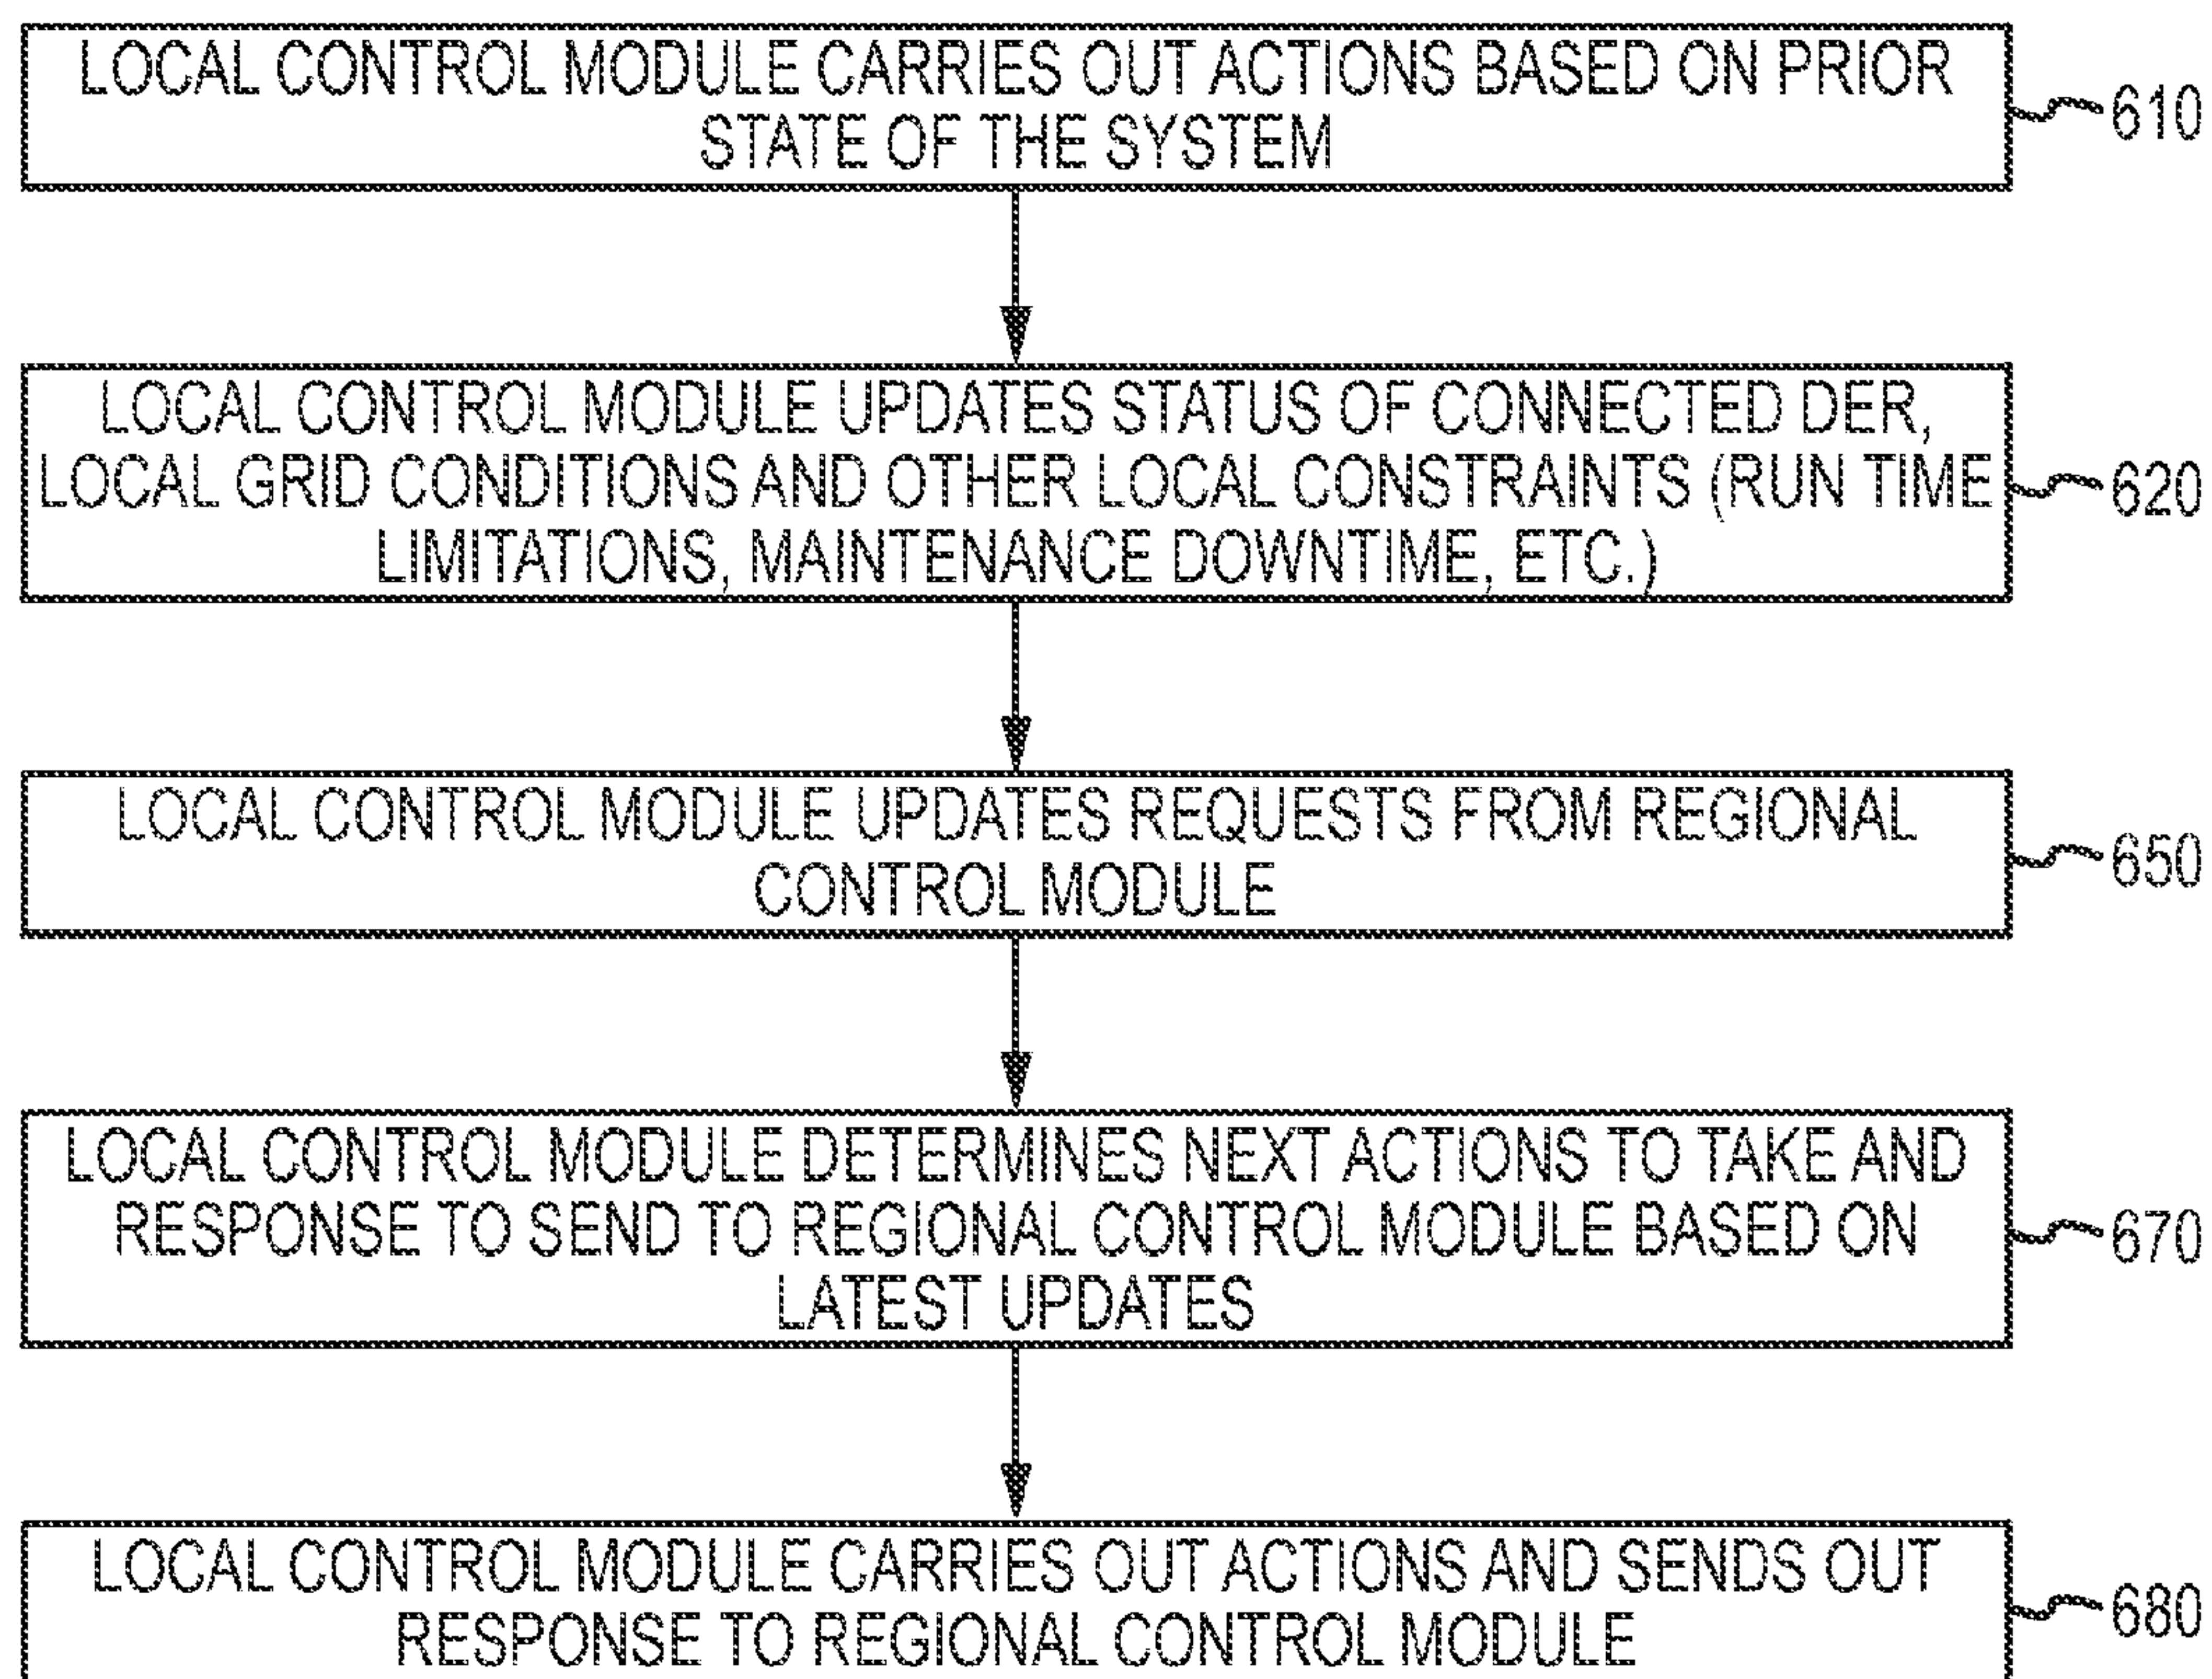 LOCAL CONTROL MODULE CARRIES OUT ACTIONS BASED ON PRIOR
STATE OF THE SYSTEM
610
LOCAL CONTROL MODULE UPDATES STATUS OF CONNECTED DER,
LOCAL GRID CONDITIONS AND OTHER LOCAL CONSTRAINTS (RUN TIME
LIMITATIONS, MAINTENANCE DOWNTIME, ETC.)
620
LOCAL CONTROL MODULE UPDATES REQUESTS FROM REGIONAL
CONTROL MODULE
650
LOCAL CONTROL MODULE DETERMINES NEXT ACTIONS TO TAKE AND
RESPONSE TO SEND TO REGIONAL CONTROL MODULE BASED ON
LATEST UPDATES
670
LOCAL CONTROL MODULE CARRIES OUT ACTIONS AND SENDS OUT
RESPONSE TO REGIONAL CONTROL MODULE
680